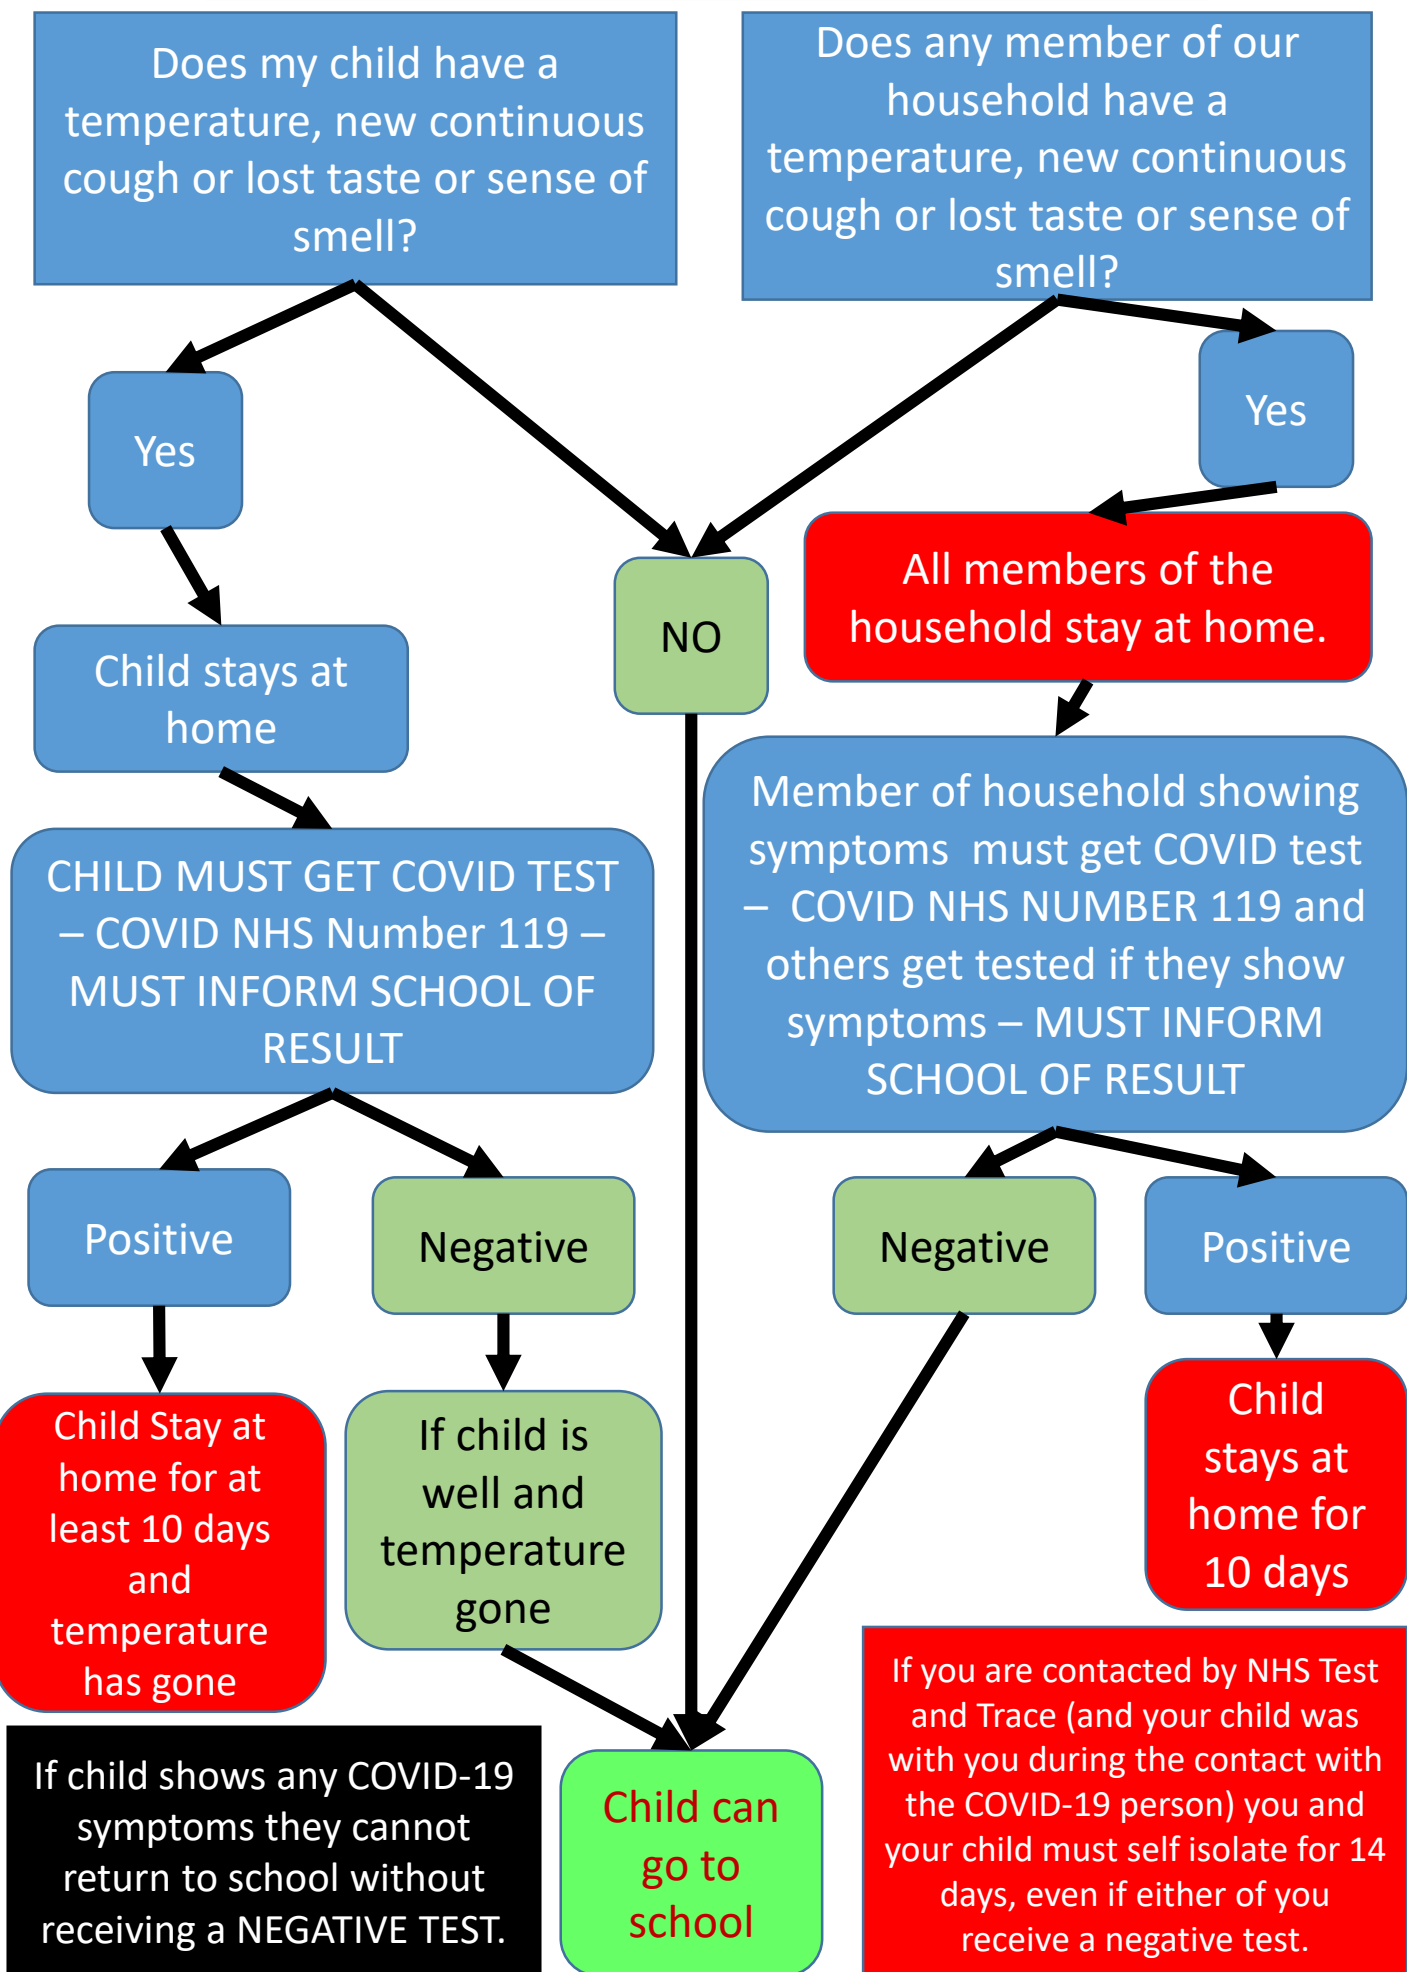 Does my child have a
temperature, new continuous
cough or lost taste or sense of
smell?
Does any member of our
household have a
temperature, new continuous
cough or lost taste or sense of
smell?
Yes
Yes
NO
All members of the
household stay at home.
Child stays at
home
Member of household showing
symptoms  must get COVID test
–  COVID NHS NUMBER 119 and
others get tested if they show
symptoms – MUST INFORM
SCHOOL OF RESULT
CHILD MUST GET COVID TEST
– COVID NHS Number 119 –
MUST INFORM SCHOOL OF
RESULT
Positive
Negative
Negative
Positive
Child Stay at
home for at
least 10 days
and
temperature
has gone
If child is
well and
temperature
gone
Child
stays at
home for
10 days
If child shows any COVID-19
symptoms they cannot
return to school without
receiving a NEGATIVE TEST.
Child can
go to
school
If you are contacted by NHS Test
and Trace (and your child was
with you during the contact with
the COVID-19 person) you and
your child must self isolate for 14
days, even if either of you
receive a negative test.